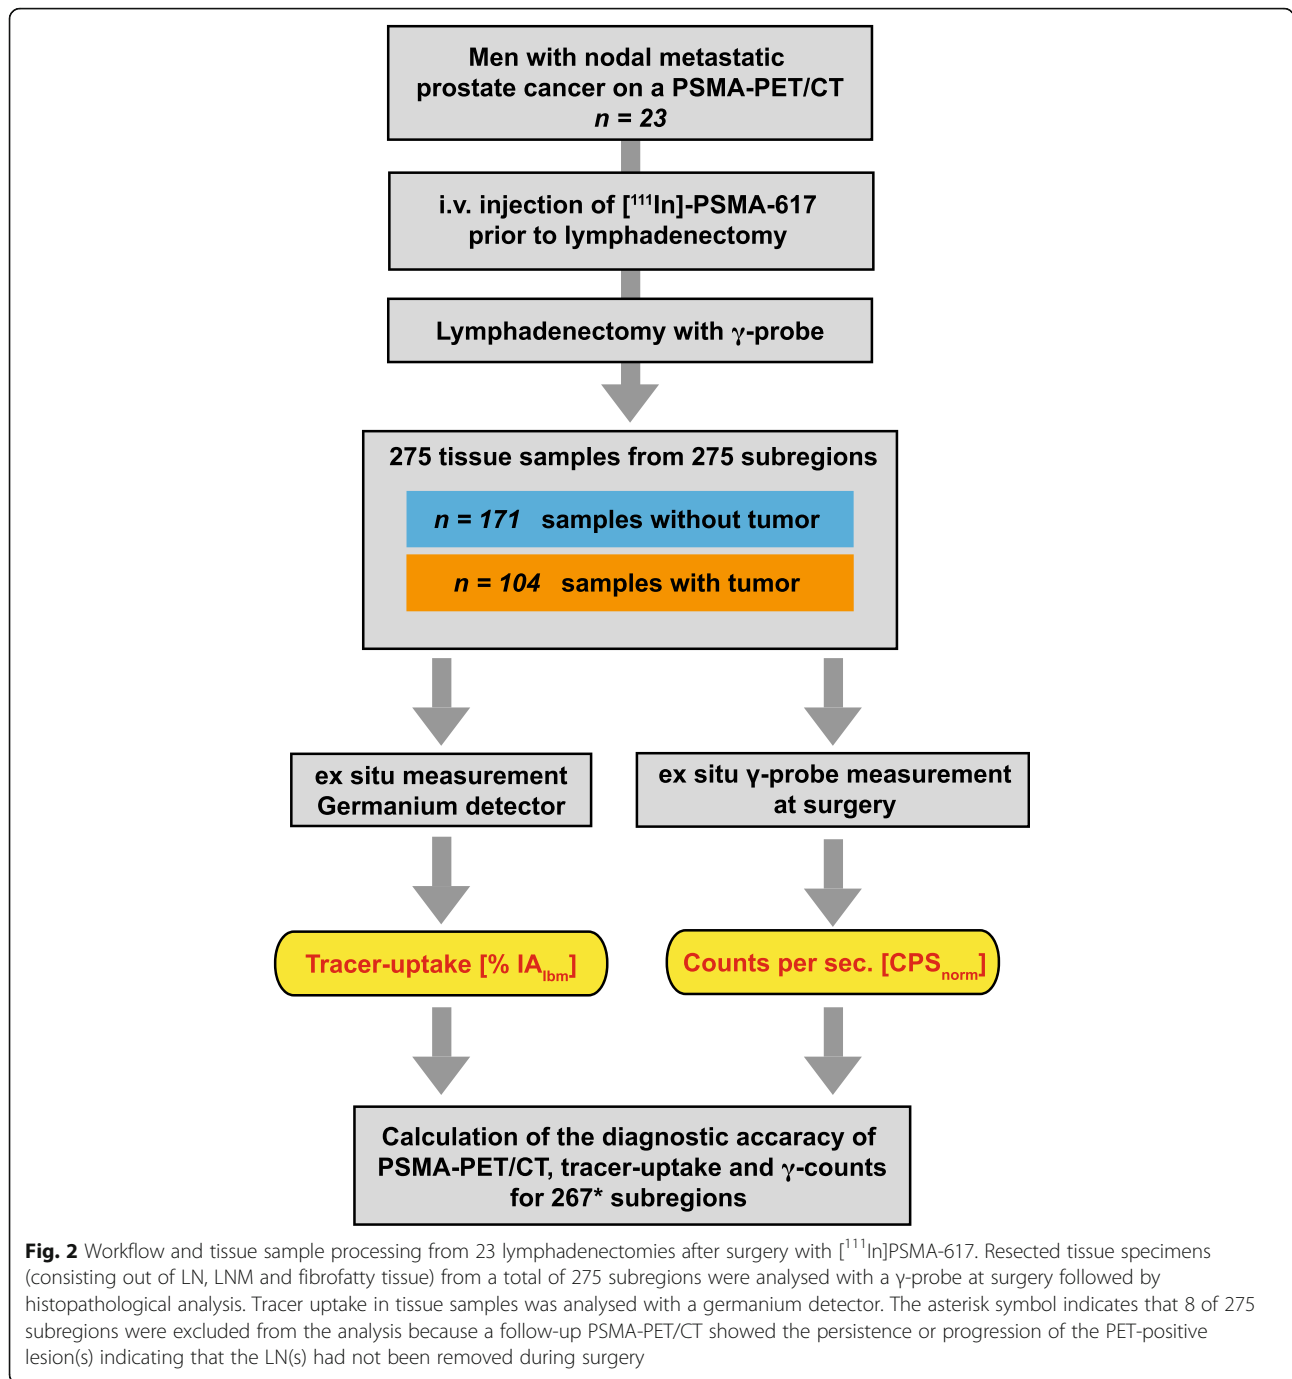 Men with nodal metastatic
prostate cancer on a PSMA-PET/CT
n = 23
i.v. injection of [¹¹¹In]-PSMA-617
prior to lymphadenectomy
Lymphadenectomy with γ-probe
275 tissue samples from 275 subregions
n = 171 samples without tumor
n = 104 samples with tumor
ex situ measurement
Germanium detector
ex situ γ-probe measurement
at surgery
Tracer-uptake [% IA_lbm]
Counts per sec. [CPS_norm]
Calculation of the diagnostic accaracy of
PSMA-PET/CT, tracer-uptake and γ-counts
for 267* subregions
Fig. 2 Workflow and tissue sample processing from 23 lymphadenectomies after surgery with [¹¹¹In]PSMA-617. Resected tissue specimens
(consisting out of LN, LNM and fibrofatty tissue) from a total of 275 subregions were analysed with a γ-probe at surgery followed by
histopathological analysis. Tracer uptake in tissue samples was analysed with a germanium detector. The asterisk symbol indicates that 8 of 275
subregions were excluded from the analysis because a follow-up PSMA-PET/CT showed the persistence or progression of the PET-positive
lesion(s) indicating that the LN(s) had not been removed during surgery